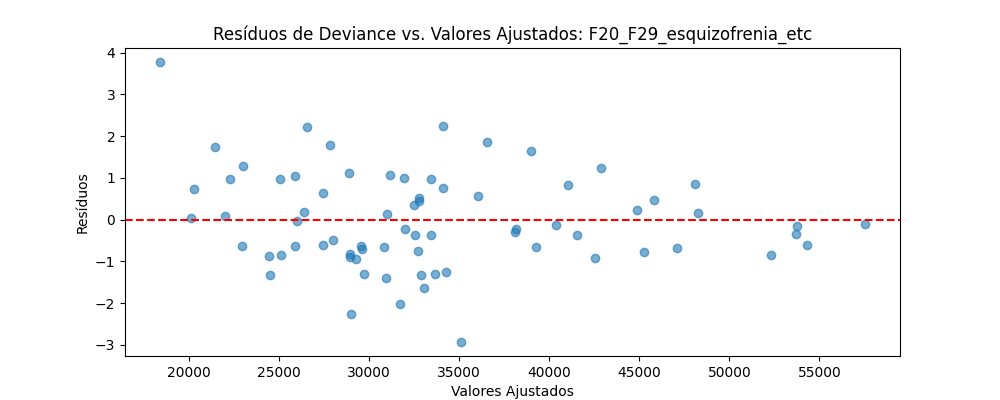 Resíduos de Deviance vs. Valores Ajustados: F20_F29_esquizofrenia_etc
Resíduos
4
3
2
1
0
−1
−2
−3
20000 25000 30000 35000 40000 45000 50000 55000
Valores Ajustados